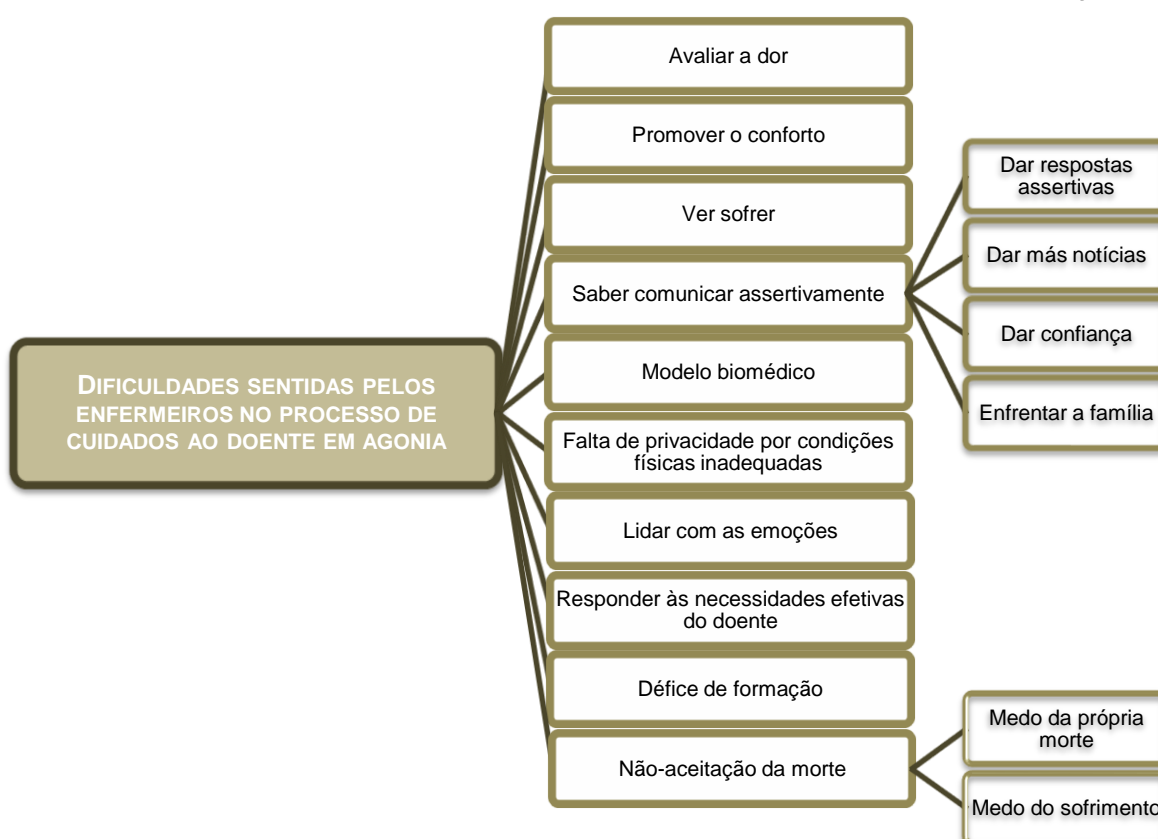 Avaliar a dor
Promover o conforto
Ver sofrer
Saber comunicar assertivamente
Dar respostas
assertivas
Dar más notícias
Dar confiança
Enfrentar a família
Modelo biomédico
DIFICULDADES SENTIDAS PELOS
ENFERMEIROS NO PROCESSO DE
CUIDADOS AO DOENTE EM AGONIA
Falta de privacidade por condições
físicas inadequadas
Lidar com as emoções
Responder às necessidades efetivas
do doente
Défice de formação
Não-aceitação da morte
Medo da própria
morte
Medo do sofrimento